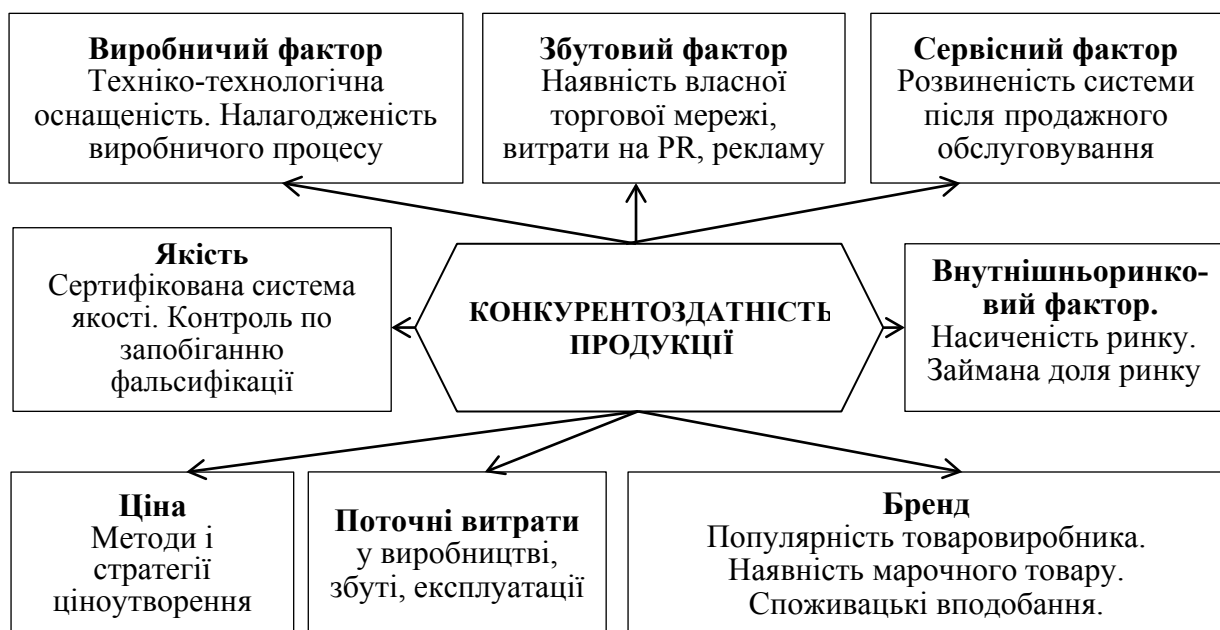 Виробничий фактор
Техніко-технологічна
оснащеність. Налагодженість
виробничого процесу
Збутовий фактор
Наявність власної
торгової мережі,
витрати на PR, рекламу
Сервісний фактор
Розвиненість системи
після продажного
обслуговування
Якість
Сертифікована система
якості. Контроль по
запобіганню
фальсифікації
КОНКУРЕНТОЗДАТНІСТЬ
ПРОДУКЦІЇ
Внутнішньоринко-
вий фактор.
Насиченість ринку.
Займана доля ринку
Ціна
Методи і
стратегії
ціноутворення
Поточні витрати
у виробництві,
збуті, експлуатації
Бренд
Популярність товаровиробника.
Наявність марочного товару.
Споживацькі вподобання.